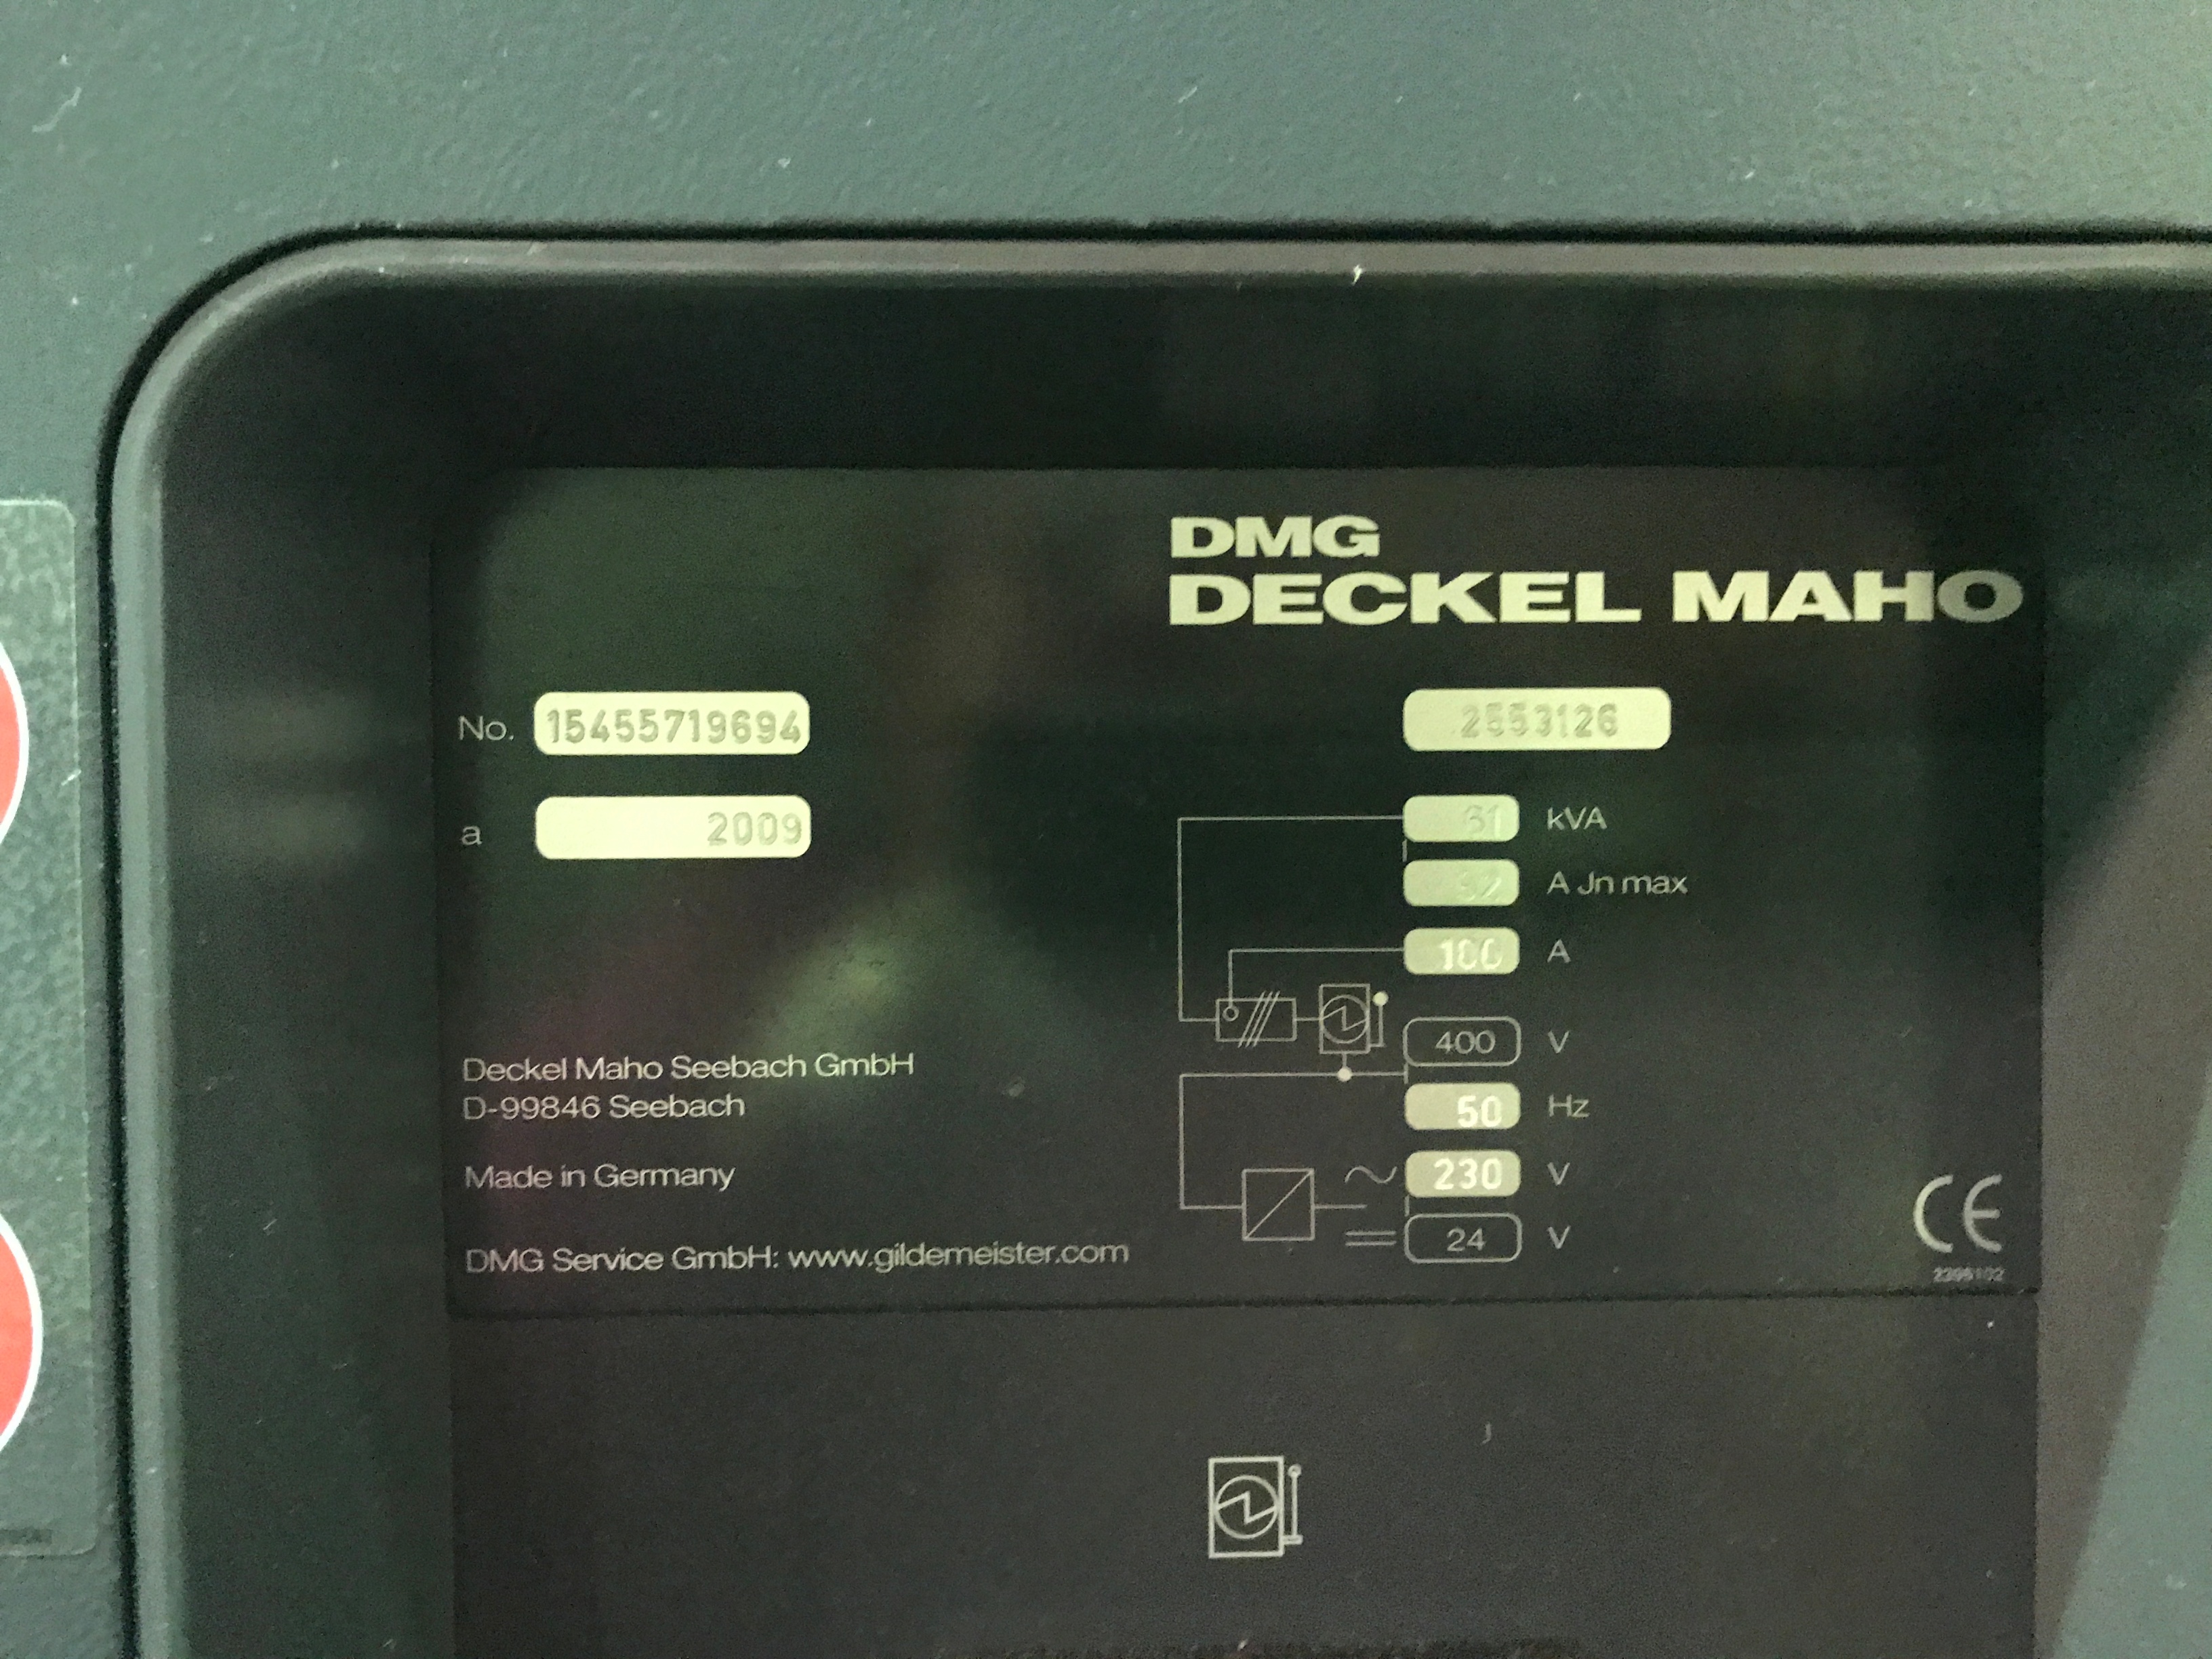 DMG
DECKEL MAHO
No. 15455719694
2553126
a 2009
kVA
A Jn max
100 A
400 V
50 Hz
230 V
24 V
Deckel Maho Seebach GmbH
D-99846 Seebach
Made in Germany
DMG Service GmbH: www.gildemeister.com
CE